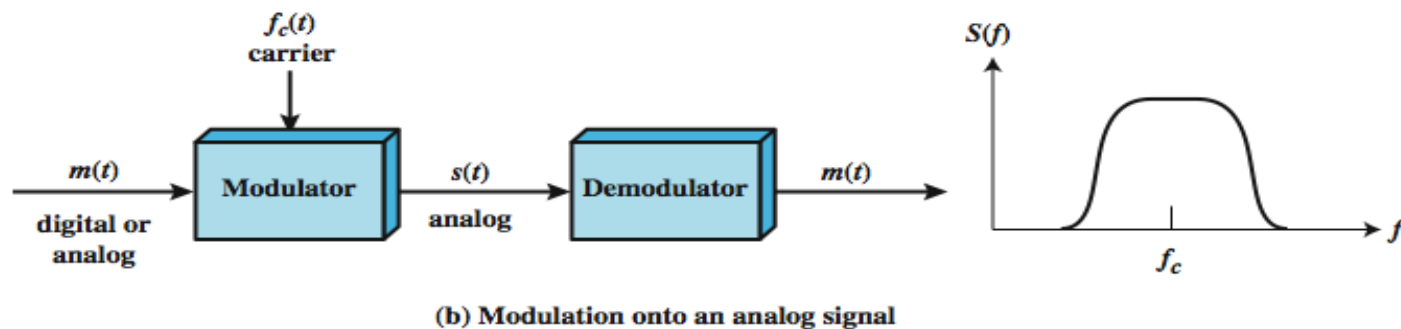 f_c(t)
carrier
m(t)
digital or
analog
Modulator
s(t)
analog
Demodulator
m(t)
S(f)
f
f_c
(b) Modulation onto an analog signal